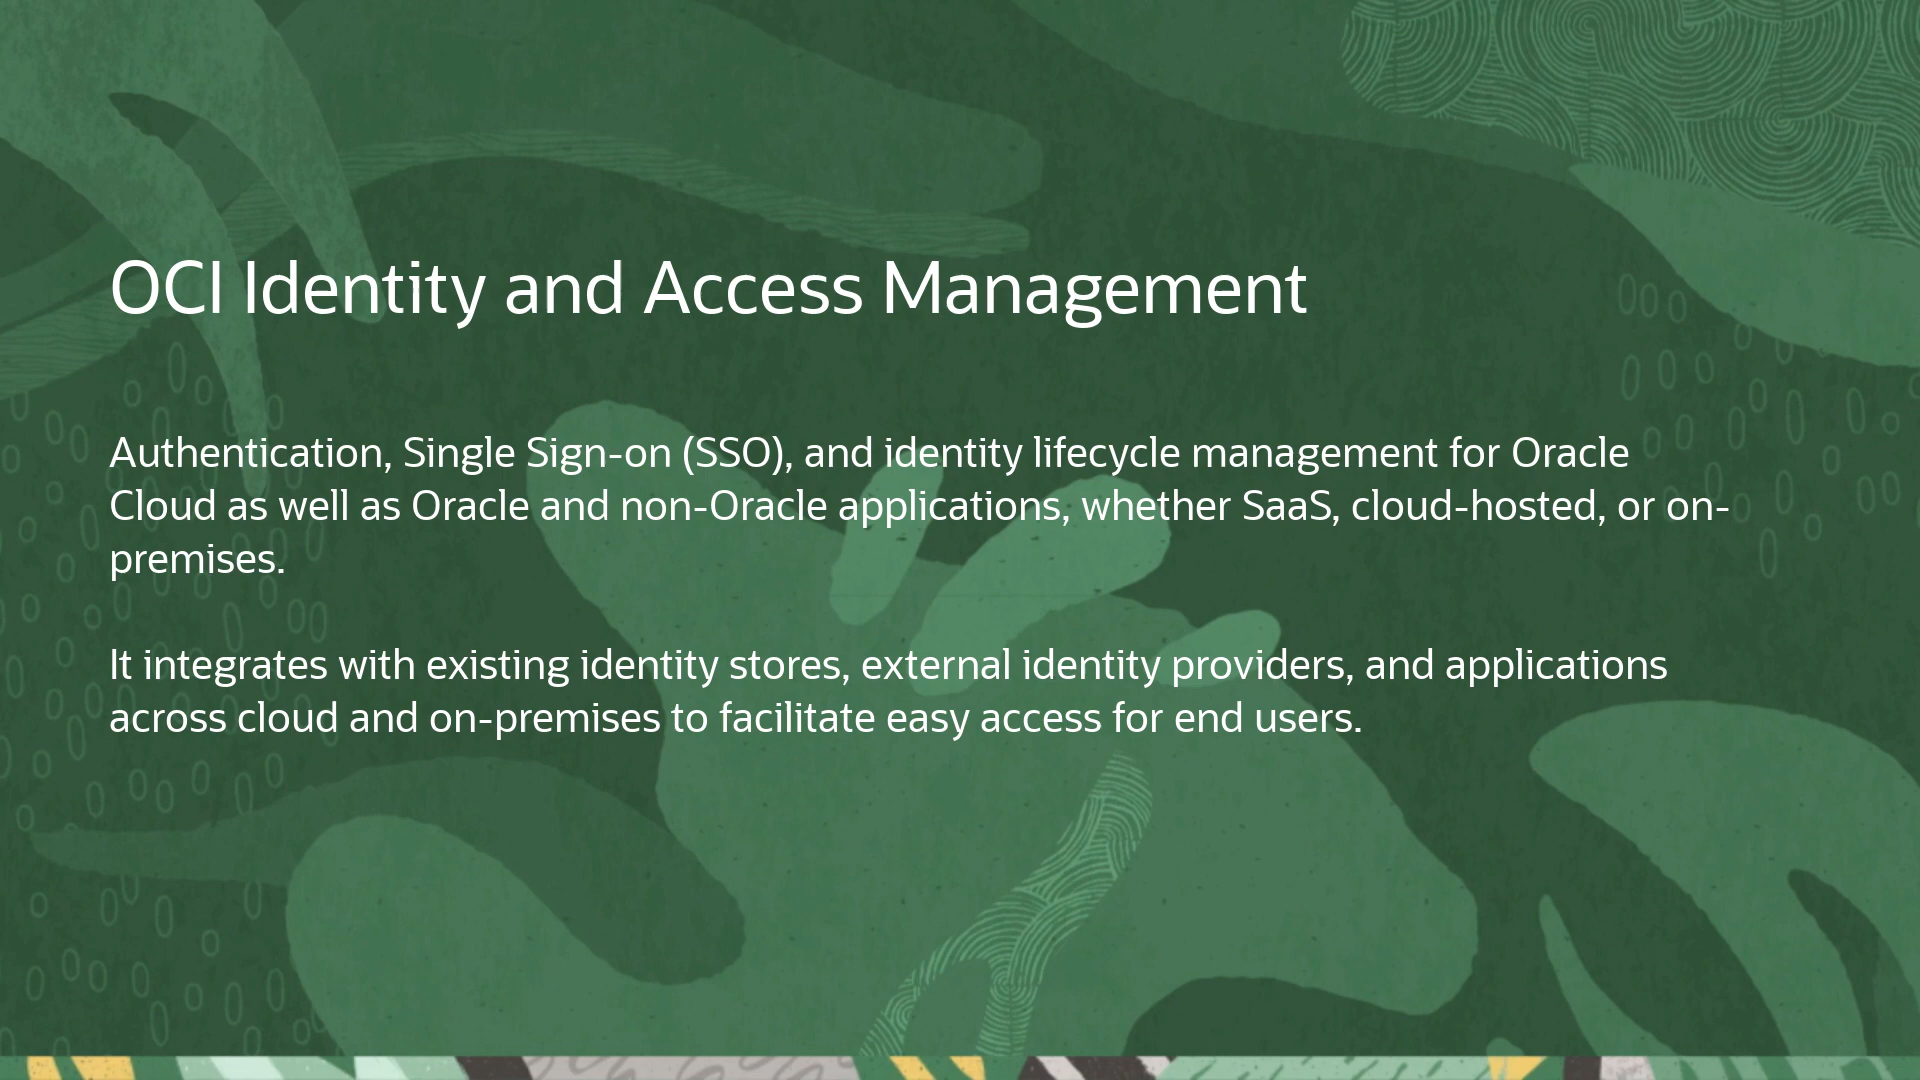 OCI Identity and Access Management
Authentication, Single Sign-on (SSO), and identity lifecycle management for Oracle
Cloud as well as Oracle and non-Oracle applications, whether SaaS, cloud-hosted, or on-
premises.
It integrates with existing identity stores, external identity providers, and applications
across cloud and on-premises to facilitate easy access for end users.